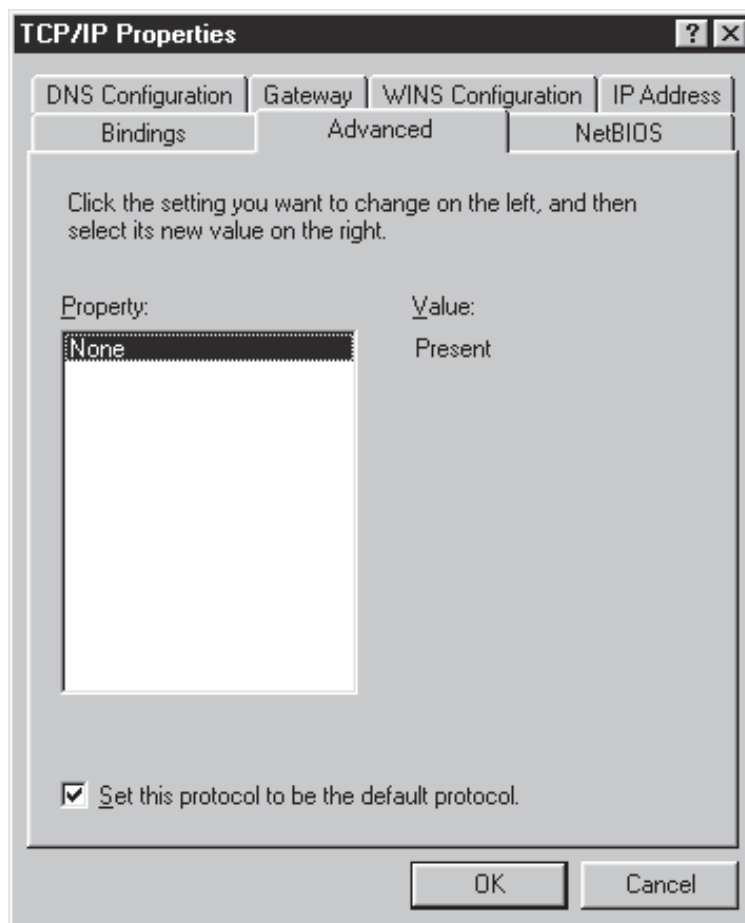 TCP/IP Properties
DNS Configuration Gateway WINS Configuration IP Address
Bindings Advanced NetBIOS
Click the setting you want to change on the left, and then
select its new value on the right.
Property: Value:
None Present
Set this protocol to be the default protocol.
OK Cancel